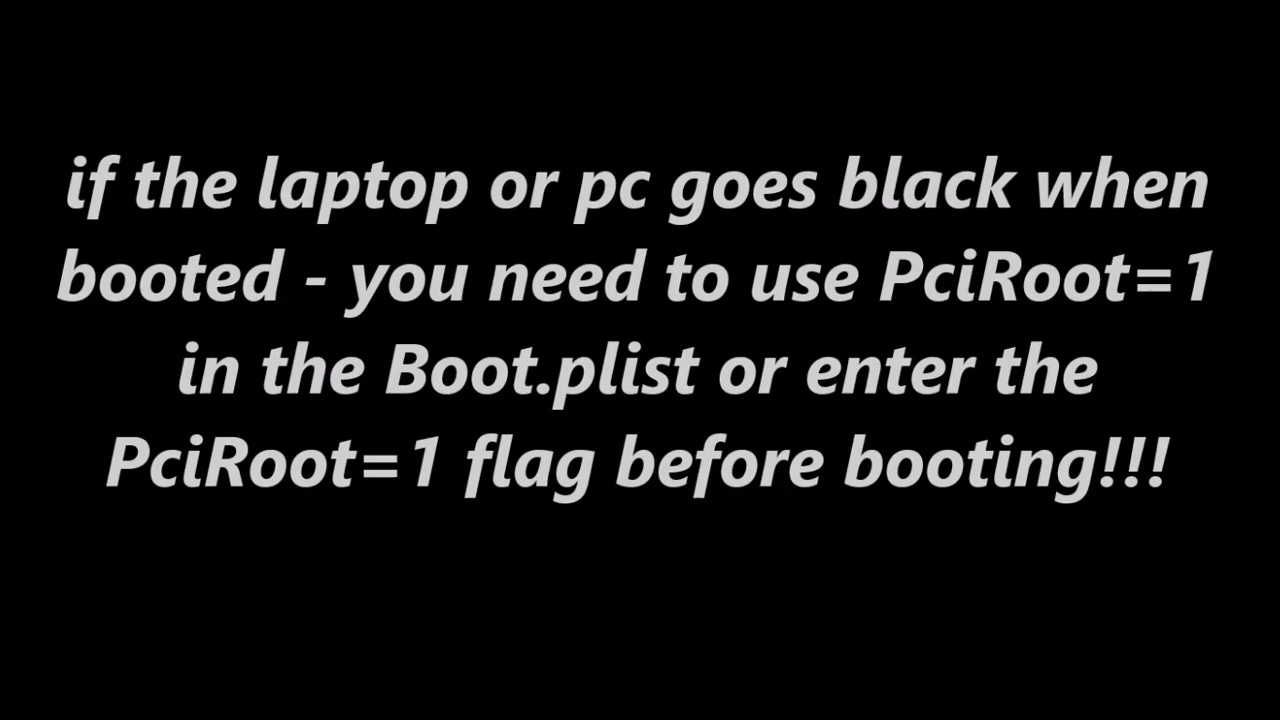 if the laptop or pc goes black when
booted - you need to use PciRoot=1
in the Boot.plist or enter the
PciRoot=1 flag before booting!!!